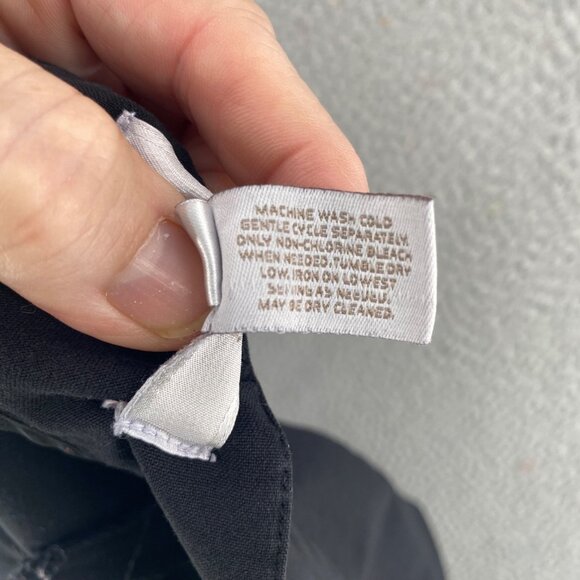 MACHINE WASH COLD
GENTLE CYCLE SEPARATELY.
ONLY NON-CHLORINE BLEACH
WHEN NEEDED. TUMBLE DRY
LOW. IRON ON LOWEST
SETTING AS NEEDED.
MAY BE DRY CLEANED.